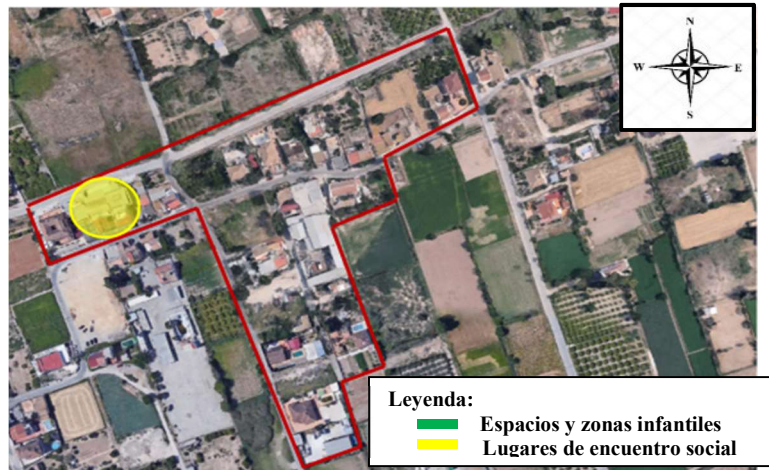 N
W E
S
Leyenda:
Espacios y zonas infantiles
Lugares de encuentro social